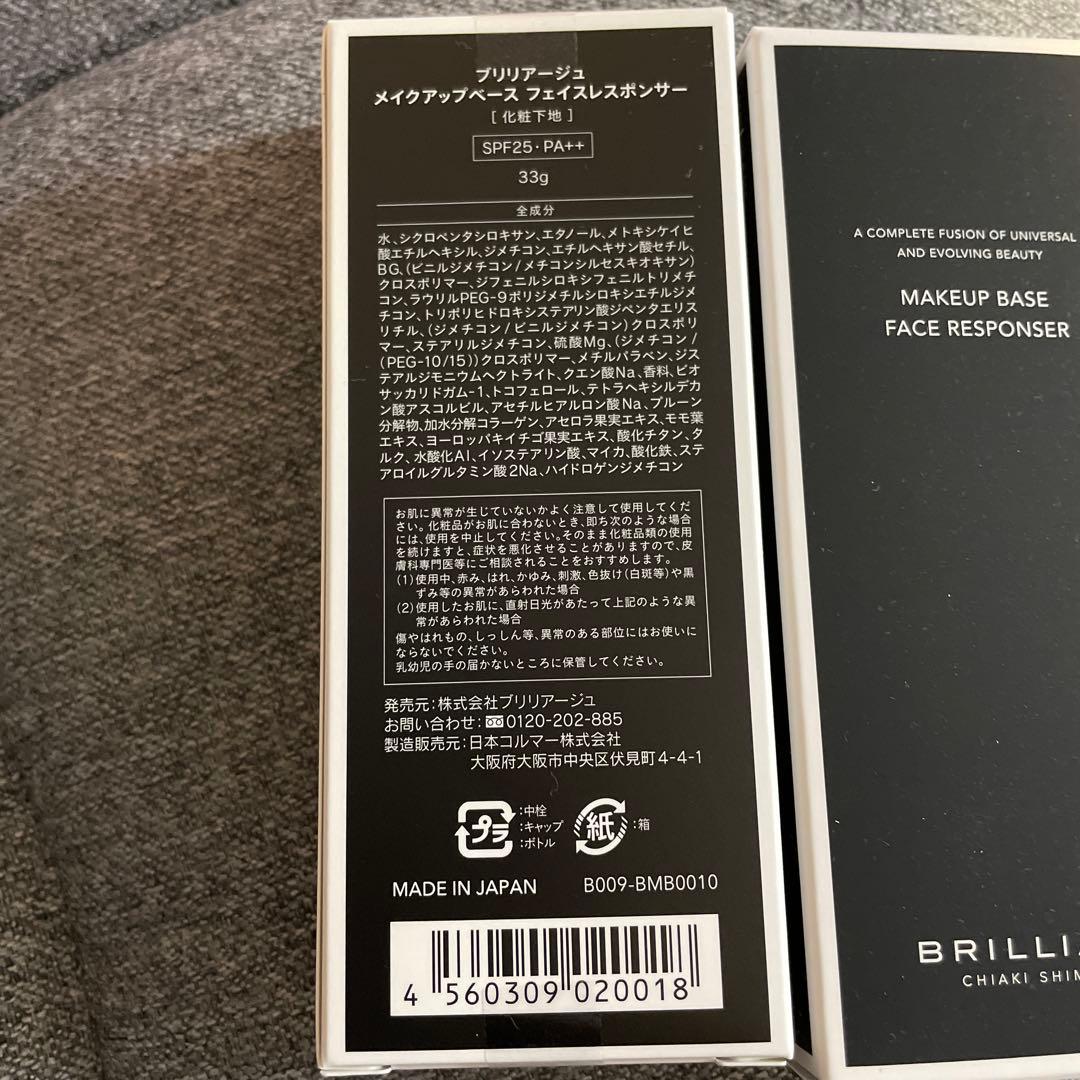 ブリリアージュ
メイクアップベース フェイスレスポンサー
[ 化粧下地 ]
SPF25・PA++
33g
全成分
水、シクロペンタシロキサン、エタノール、メトキシケイヒ
酸エチルヘキシル、ジメチコン、エチルヘキサン酸セチル、
BG、(ビニルジメチコン/メチコンシルセスキオキサン)
クロスポリマー、ジフェニルシロキシフェニルトリメチ
コン、ラウリルPEG-9ポリジメチルシロキシエチルジメ
チコン、トリポリヒドロキシステアリン酸ジペンタエリス
リチル、(ジメチコン/ビニルジメチコン)クロスポリ
マー、ステアリルジメチコン、硫酸Mg、(ジメチコン/
(PEG-10/15))クロスポリマー、メチルパラベン、ジス
テアルジモニウムヘクトライト、クエン酸Na、香料、ビオ
サッカリドガム-1、トコフェロール、テトラヘキシルデカ
ン酸アスコルビル、アセチルヒアルロン酸Na、プルーン
分解物、加水分解コラーゲン、アセロラ果実エキス、モモ葉
エキス、ヨーロッパキイチゴ果実エキス、酸化チタン、タ
ルク、水酸化Al、イソステアリン酸、マイカ、酸化鉄、ステ
アロイルグルタミン酸2Na、ハイドロゲンジメチコン
お肌に異常が生じていないかよく注意して使用してくだ
さい。化粧品がお肌に合わないとき、即ち次のような場合
には、使用を中止してください。そのまま化粧品類の使用
を続けますと、症状を悪化させることがありますので、皮
膚科専門医等にご相談されることをおすすめします。
(1)使用中、赤み、はれ、かゆみ、刺激、色抜け(白斑等)や黒
ずみ等の異常があらわれた場合
(2)使用したお肌に、直射日光があたって上記のような異
常があらわれた場合
傷やはれもの、しっしん等、異常のある部位にはお使いに
ならないでください。
乳幼児の手の届かないところに保管してください。
発売元:株式会社ブリリアージュ
お問い合わせ:0120-202-885
製造販売元:日本コルマー株式会社
大阪府大阪市中央区伏見町4-4-1
プラ
:中栓
:キャップ
:ボトル
紙
:箱
MADE IN JAPAN B009-BMB0010
4 560309 020018
A COMPLETE FUSION OF UNIVERSAL
AND EVOLVING BEAUTY
MAKEUP BASE
FACE RESPONSER
BRILLI
CHIAKI SHIM